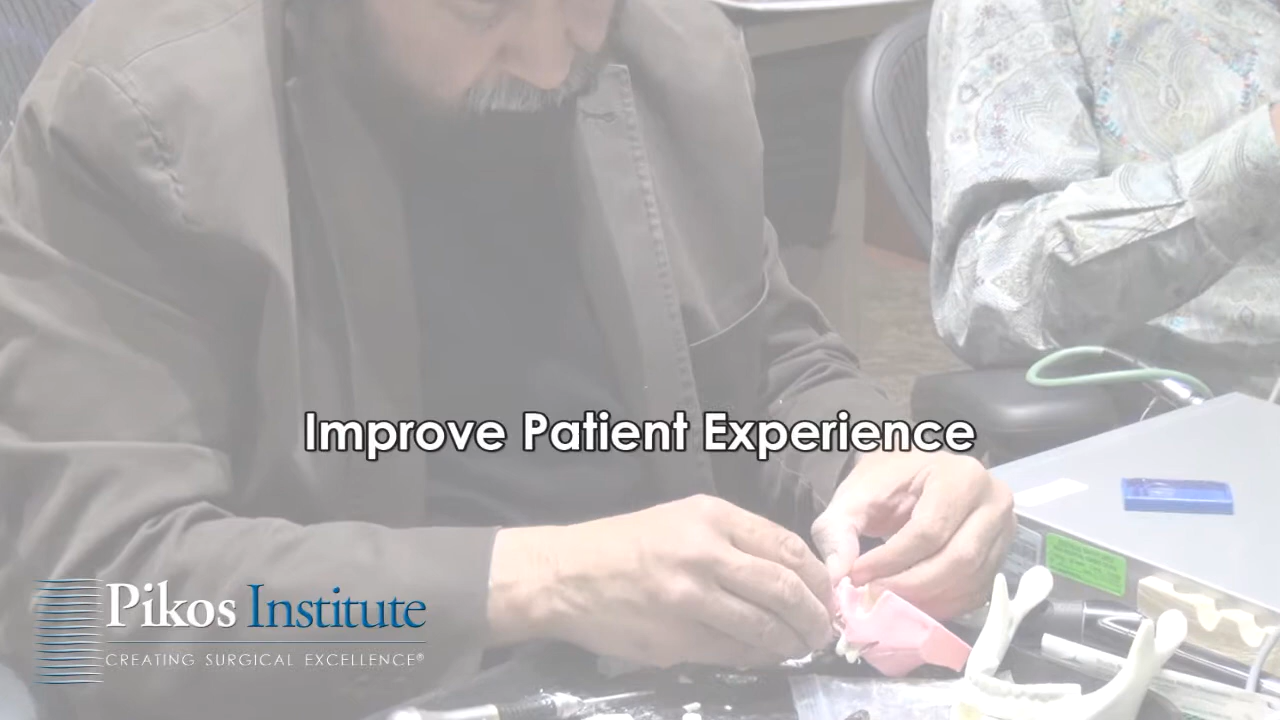 Improve Patient Experience
Pikos Institute
CREATING SURGICAL EXCELLENCE®